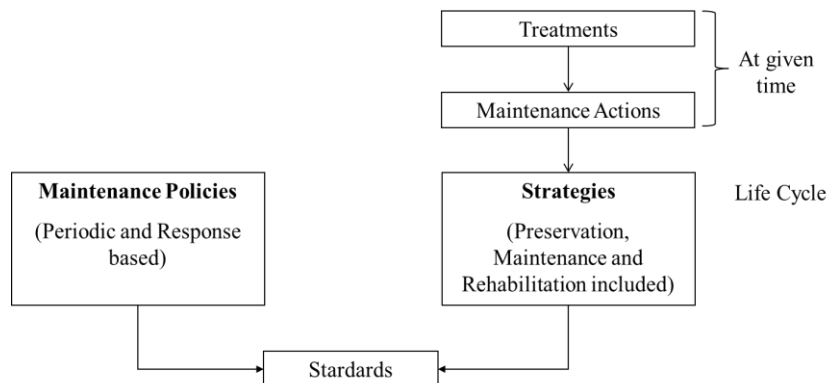 Treatments
At given
time
Maintenance Actions
Maintenance Policies
(Periodic and Response
based)
Strategies
(Preservation,
Maintenance and
Rehabilitation included)
Life Cycle
Stardards